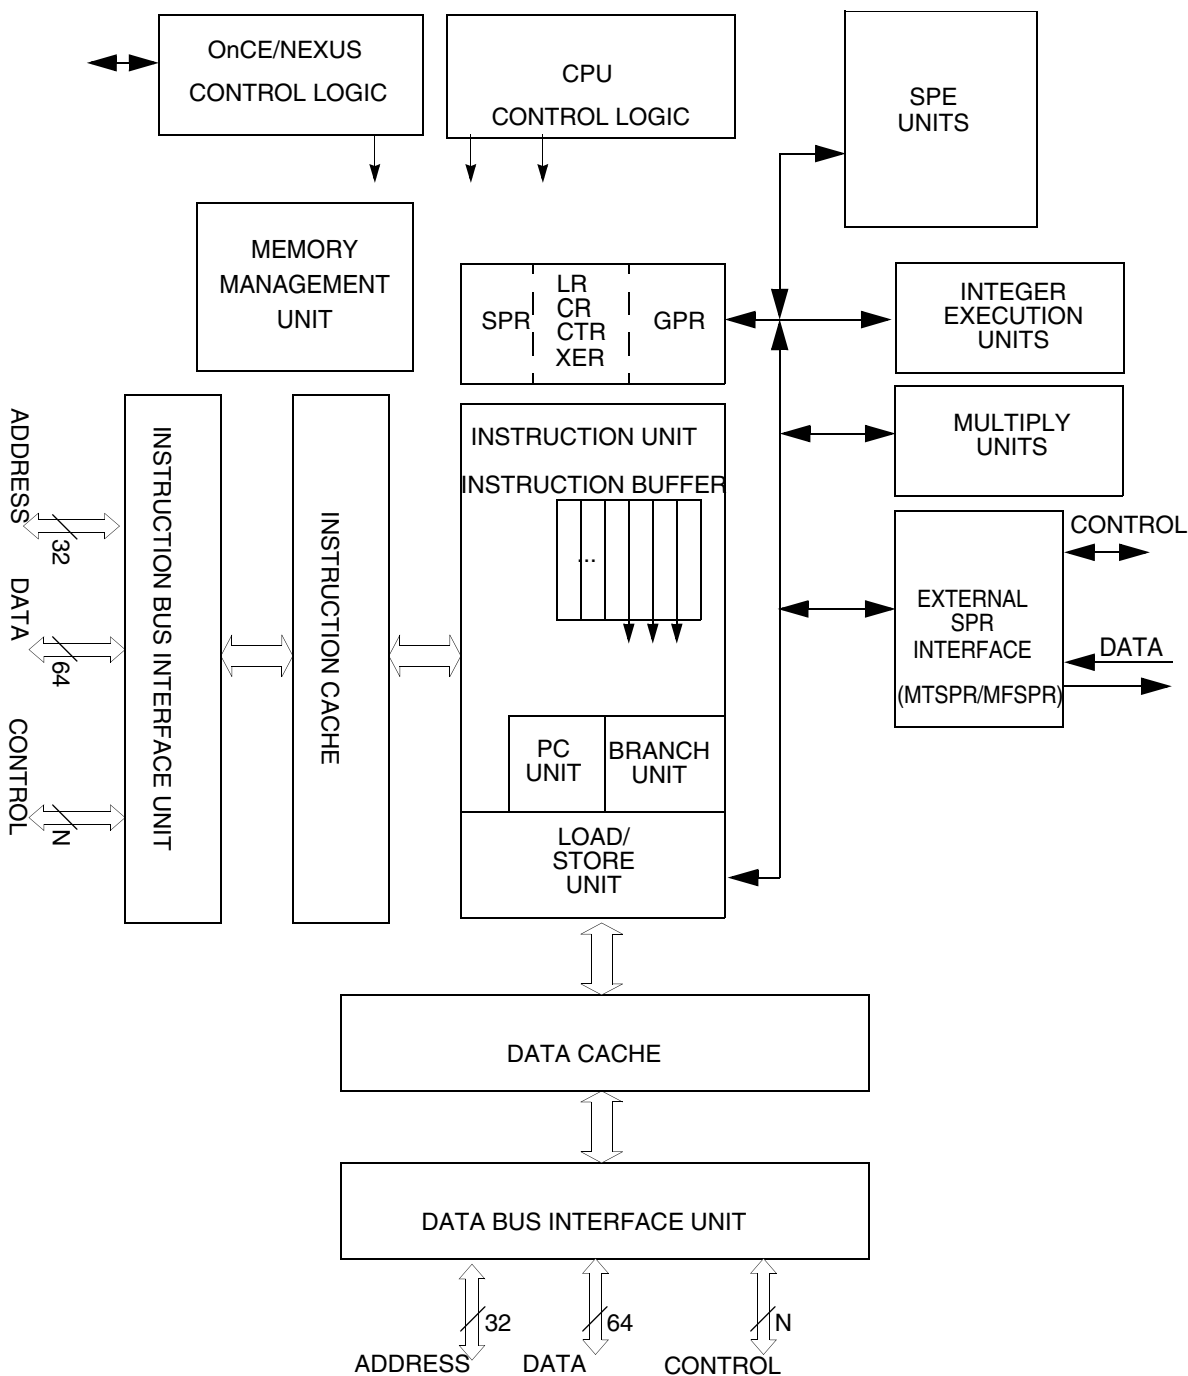 OnCE/NEXUS
CONTROL LOGIC
CPU
CONTROL LOGIC
SPE
UNITS
MEMORY
MANAGEMENT
UNIT
SPR
LR
CR
CTR
XER
GPR
INTEGER
EXECUTION
UNITS
MULTIPLY
UNITS
EXTERNAL
SPR
INTERFACE
(MTSPR/MFSPR)
CONTROL
DATA
ADDRESS
32
DATA
64
CONTROL
N
INSTRUCTION BUS INTERFACE UNIT
INSTRUCTION CACHE
INSTRUCTION UNIT
INSTRUCTION BUFFER
...
PC
UNIT
BRANCH
UNIT
LOAD/
STORE
UNIT
DATA CACHE
DATA BUS INTERFACE UNIT
32
64
N
ADDRESS
DATA
CONTROL